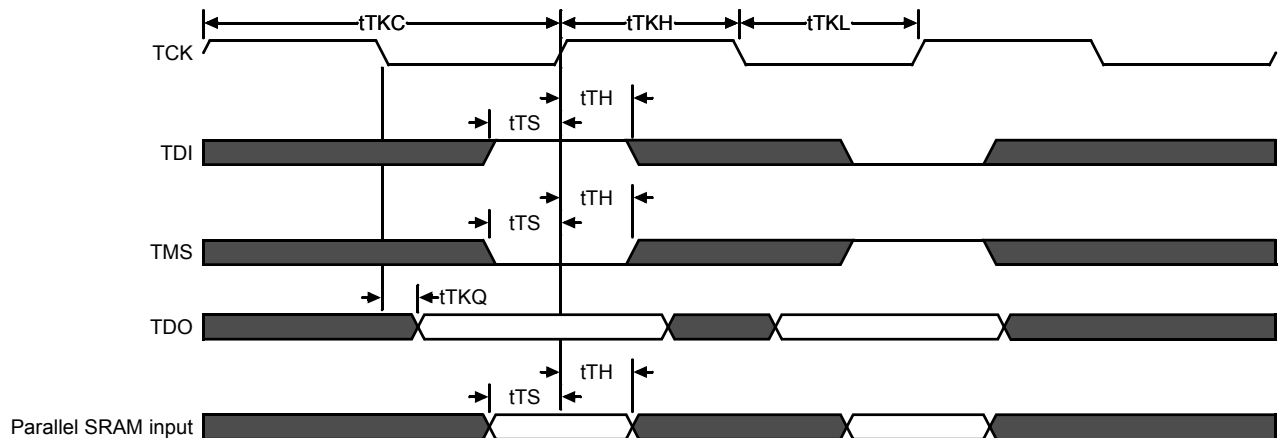 tTKC
tTKH
tTKL
TCK
tTH
tTS
TDI
tTH
tTS
TMS
tTKQ
TDO
tTH
tTS
Parallel SRAM input